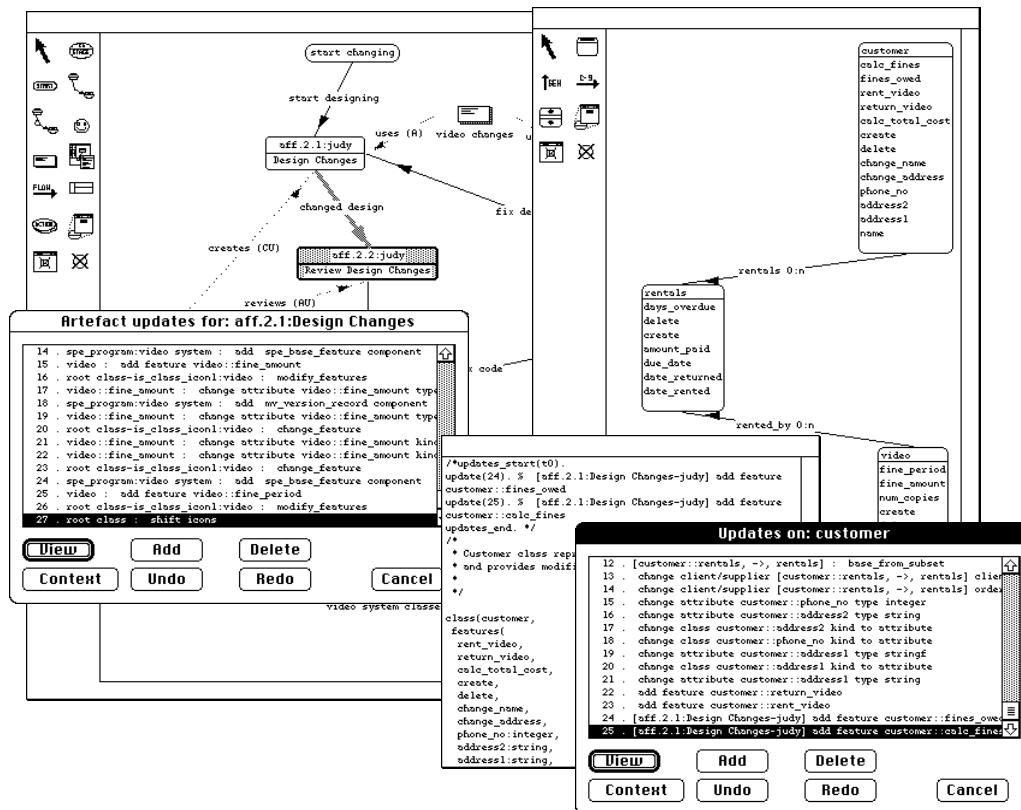 start changing
start designing
uses (A)
video changes
u
aff.2.1:judy
Design Changes
changed design
fix de
creates (CU)
aff.2.2:judy
Review Design Changes
reviews (AU)
x code
video system classe
START
FLOW
ACTION
Artefact updates for: aff.2.1:Design Changes
14 . spe_program:video system : add spe_base_feature component
15 . video : add feature video::fine_amount
16 . root class-is_class_icon1:video : modify_features
17 . video::fine_amount : change attribute video::fine_amount type
18 . spe_program:video system : add mv_version_record component
19 . video::fine_amount : change attribute video::fine_amount type
20 . root class-is_class_icon1:video : change_feature
21 . video::fine_amount : change attribute video::fine_amount kind
22 . video::fine_amount : change attribute video::fine_amount kind
23 . root class-is_class_icon1:video : change_feature
24 . spe_program:video system : add spe_base_feature component
25 . video : add feature video::fine_period
26 . root class-is_class_icon1:video : modify_features
27 . root class : shift icons
View
Add
Delete
Context
Undo
Redo
Cancel
GEN
customer
calc_fines
fines_owed
rent_video
return_video
calc_total_cost
create
delete
change_name
change_address
phone_no
address2
address1
name
rentals 0:n
rentals
days_overdue
delete
create
amount_paid
due_date
date_returned
date_rented
rented_by 0:n
video
fine_period
fine_amount
num_copies
create
/*updates_start(t0).
update(24). % [aff.2.1:Design Changes-judy] add feature
customer::fines_owed
update(25). % [aff.2.1:Design Changes-judy] add feature
customer::calc_fines
updates_end. */
/*
* Customer class repr
* and provides modifi
*
*/
class(customer,
features(
rent_video,
return_video,
calc_total_cost,
create,
delete,
change_name,
change_address,
phone_no:integer,
address2:string,
address1:string,
Updates on: customer
12 . [customer::rentals, ->, rentals] : base_from_subset
13 . change client/supplier [customer::rentals, ->, rentals] clien
14 . change client/supplier [customer::rentals, ->, rentals] order
15 . change attribute customer::phone_no type integer
16 . change attribute customer::address2 type string
17 . change class customer::address2 kind to attribute
18 . change class customer::phone_no kind to attribute
19 . change attribute customer::address1 type stringf
20 . change class customer::address1 kind to attribute
21 . change attribute customer::address1 type string
22 . add feature customer::return_video
23 . add feature customer::rent_video
24 . [aff.2.1:Design Changes-judy] add feature customer::fines_owed
25 . [aff.2.1:Design Changes-judy] add feature customer::calc_fines
View
Add
Delete
Context
Undo
Redo
Cancel